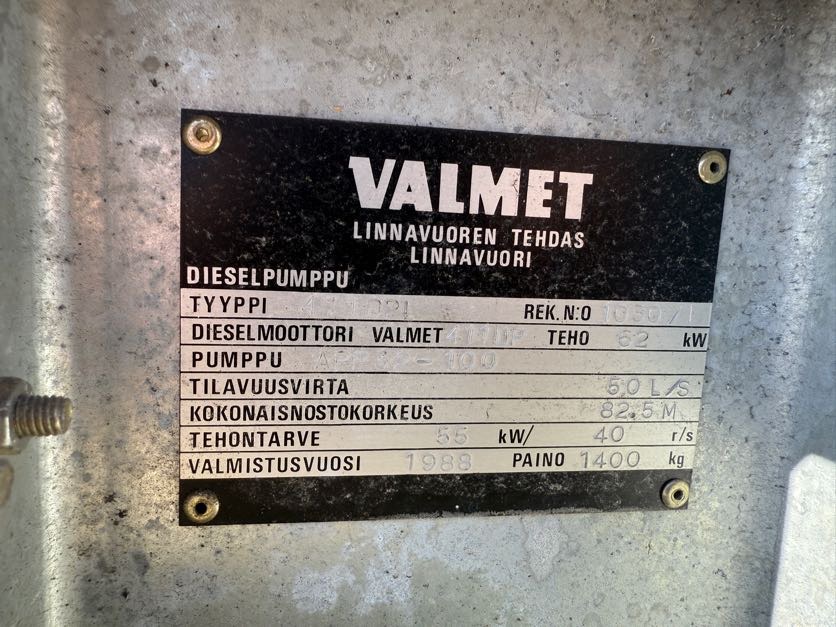 VALMET
LINNAVUOREN TEHDAS
LINNAVUORI
DIESELPUMPPU
TYYPPI REK. N:O
DIESELMOOTTORI VALMET TEHO 62 kW
PUMPPU
TILAVUUSVIRTA 50 L/S
KOKONAISNOSTOKORKEUS 82.5 M
TEHONTARVE 55 kW/ 40 r/s
VALMISTUSVUOSI 1988 PAINO 1400 kg